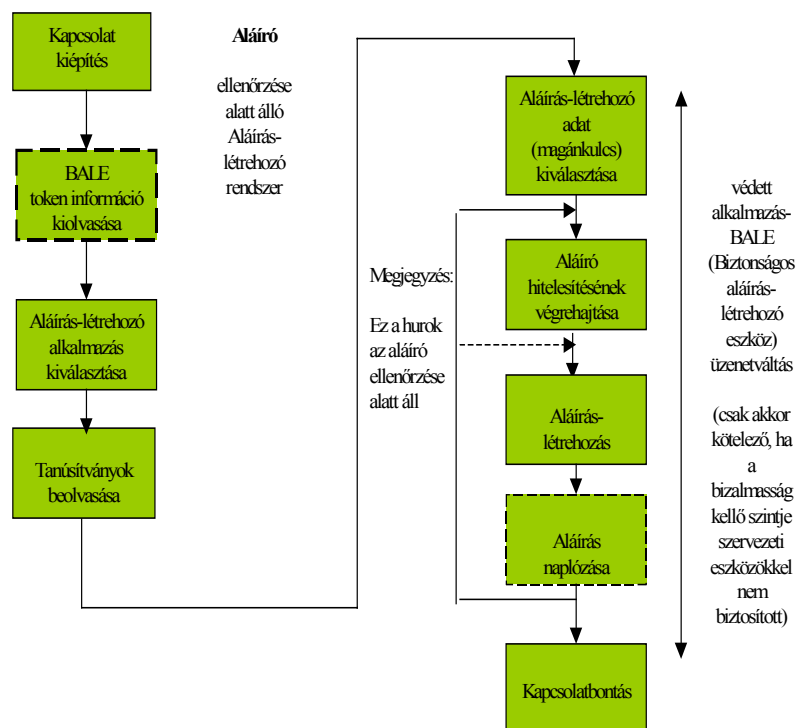 Kapcsolat
kiépítés
BALE
token információ
kiolvasása
Aláírás-létrehozó
alkalmazás
kiválasztása
Tanúsítványok
beolvasása
Aláíró
ellenőrzése
alatt álló
Aláírás-
létrehozó
rendszer
Aláírás-létrehozó
adat
(magánkulcs)
kiválasztása
Megjegyzés:
Ez a hurok
az aláíró
ellenőrzése
alatt áll
Aláíró
hitelesítésének
végrehajtása
Aláírás-
létrehozás
Aláírás
naplózása
Kapcsolatbontás
védett
alkalmazás-
BALE
(Biztonságos
aláírás-
létrehozó
eszköz)
üzenetváltás
(csak akkor
kötelező, ha
a
bizalmasság
kellő szintje
szervezeti
eszközökkel
nem
biztosított)